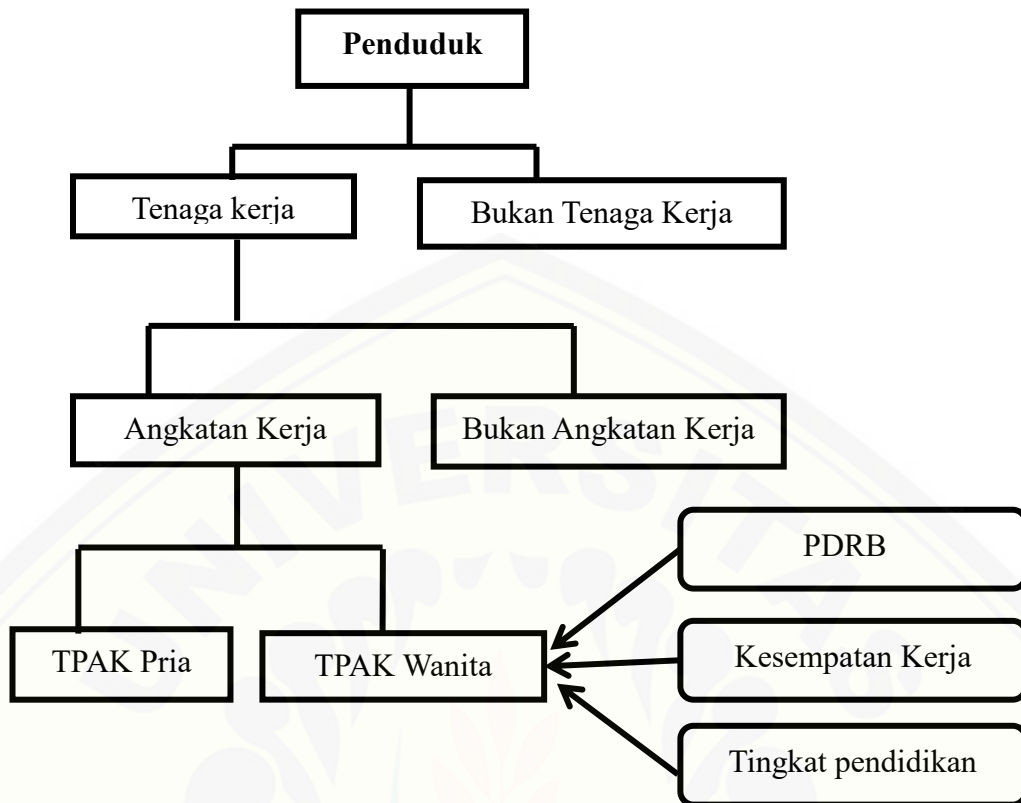 Penduduk
Tenaga kerja
Bukan Tenaga Kerja
Angkatan Kerja
Bukan Angkatan Kerja
PDRB
TPAK Pria
TPAK Wanita
Kesempatan Kerja
Tingkat pendidikan
UNIVERSITAS